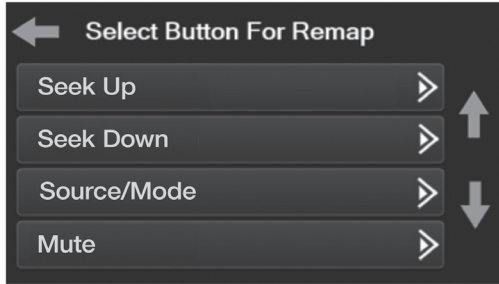 Select Button For Remap
Seek Up
Seek Down
Source/Mode
Mute